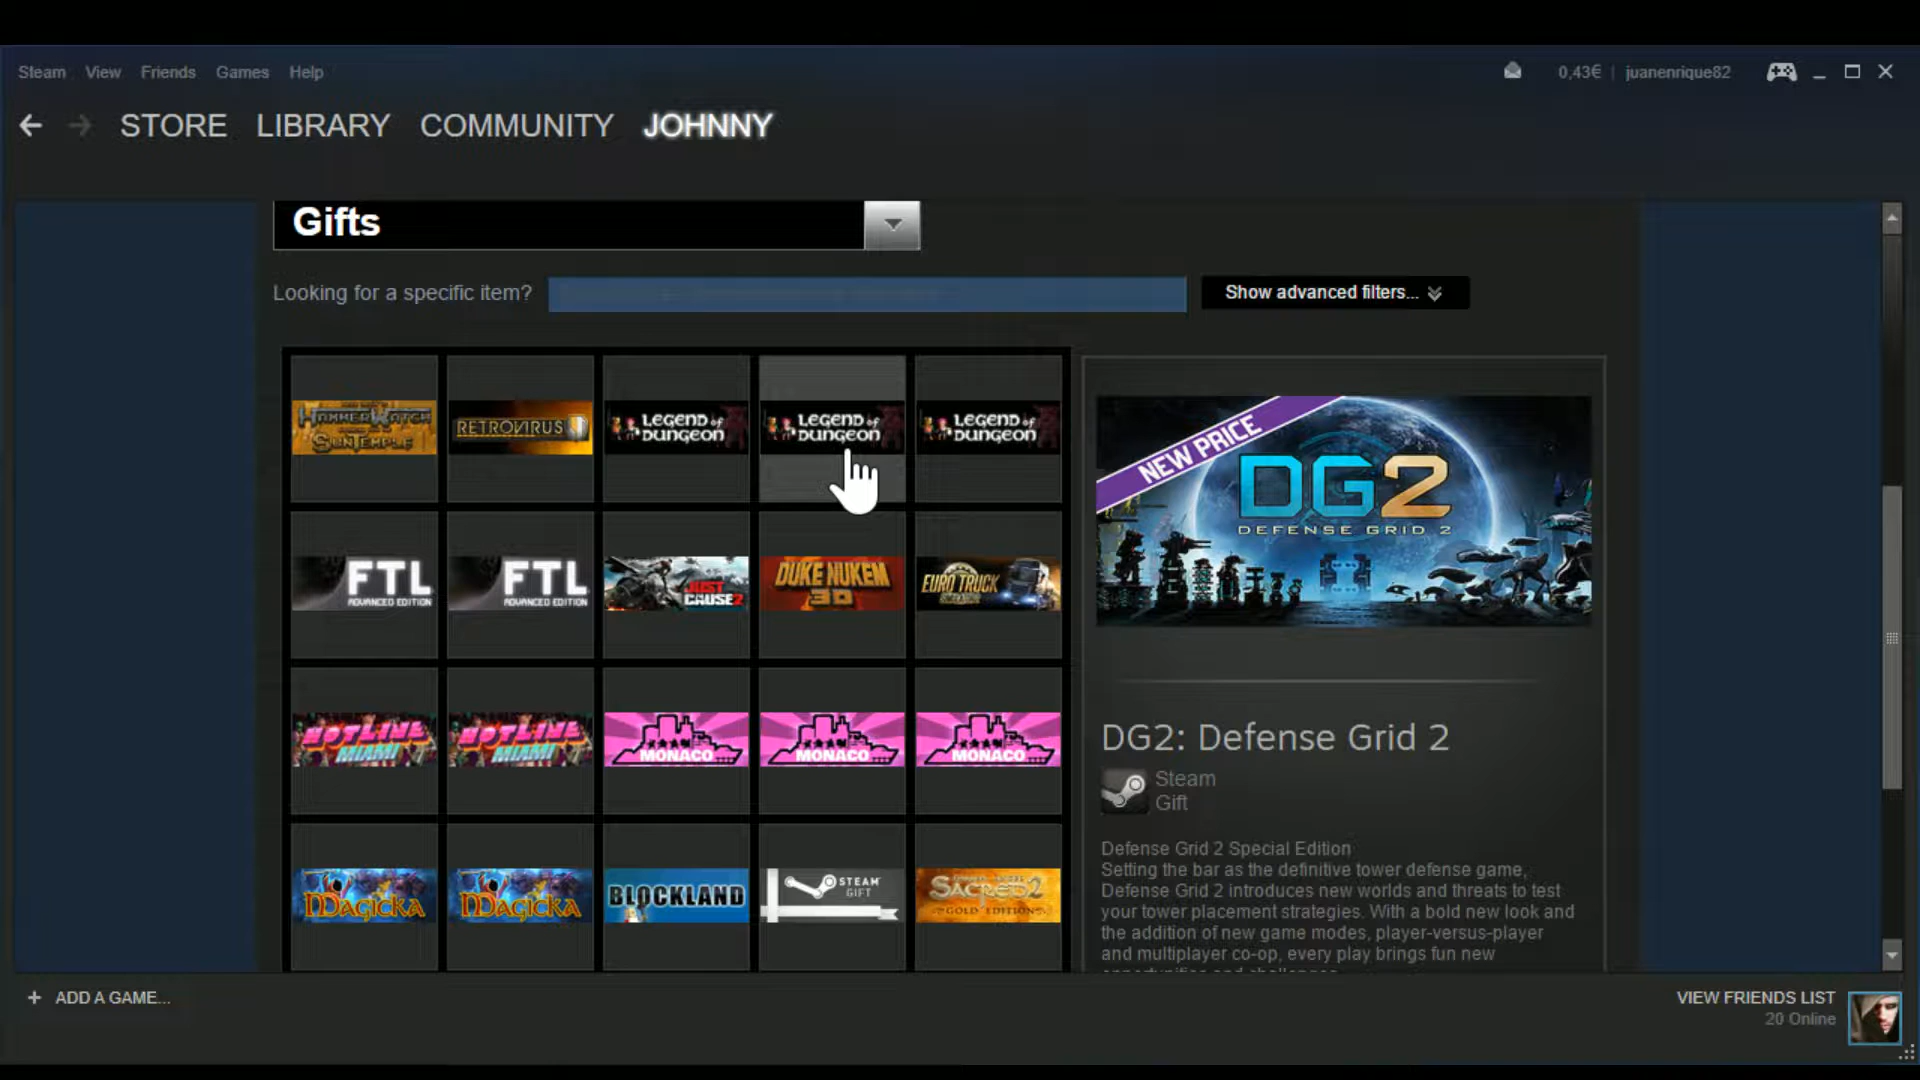 Steam View Friends Games Help
0,43€ | juanenrique82
STORE LIBRARY COMMUNITY JOHNNY
Gifts
Looking for a specific item?
Show advanced filters...
HAMMERWATCH
SUN TEMPLE
RETROVIRUS
LEGEND of DUNGEON
LEGEND of DUNGEON
LEGEND of DUNGEON
FTL ADVANCED EDITION
FTL ADVANCED EDITION
JUST CAUSE 2
DUKE NUKEM 3D
EURO TRUCK
HOTLINE MIAMI
HOTLINE MIAMI
MONACO
MONACO
MONACO
MAGICKA
MAGICKA
BLOCKLAND
STEAM GIFT
SACRED 2
GOLD EDITION
NEW PRICE
DG2
DEFENSE GRID 2
DG2: Defense Grid 2
Steam
Gift
Defense Grid 2 Special Edition
Setting the bar as the definitive tower defense game,
Defense Grid 2 introduces new worlds and threats to test
your tower placement strategies. With a bold new look and
the addition of new game modes, player-versus-player
and multiplayer co-op, every play brings fun new
+ ADD A GAME...
VIEW FRIENDS LIST
20 Online